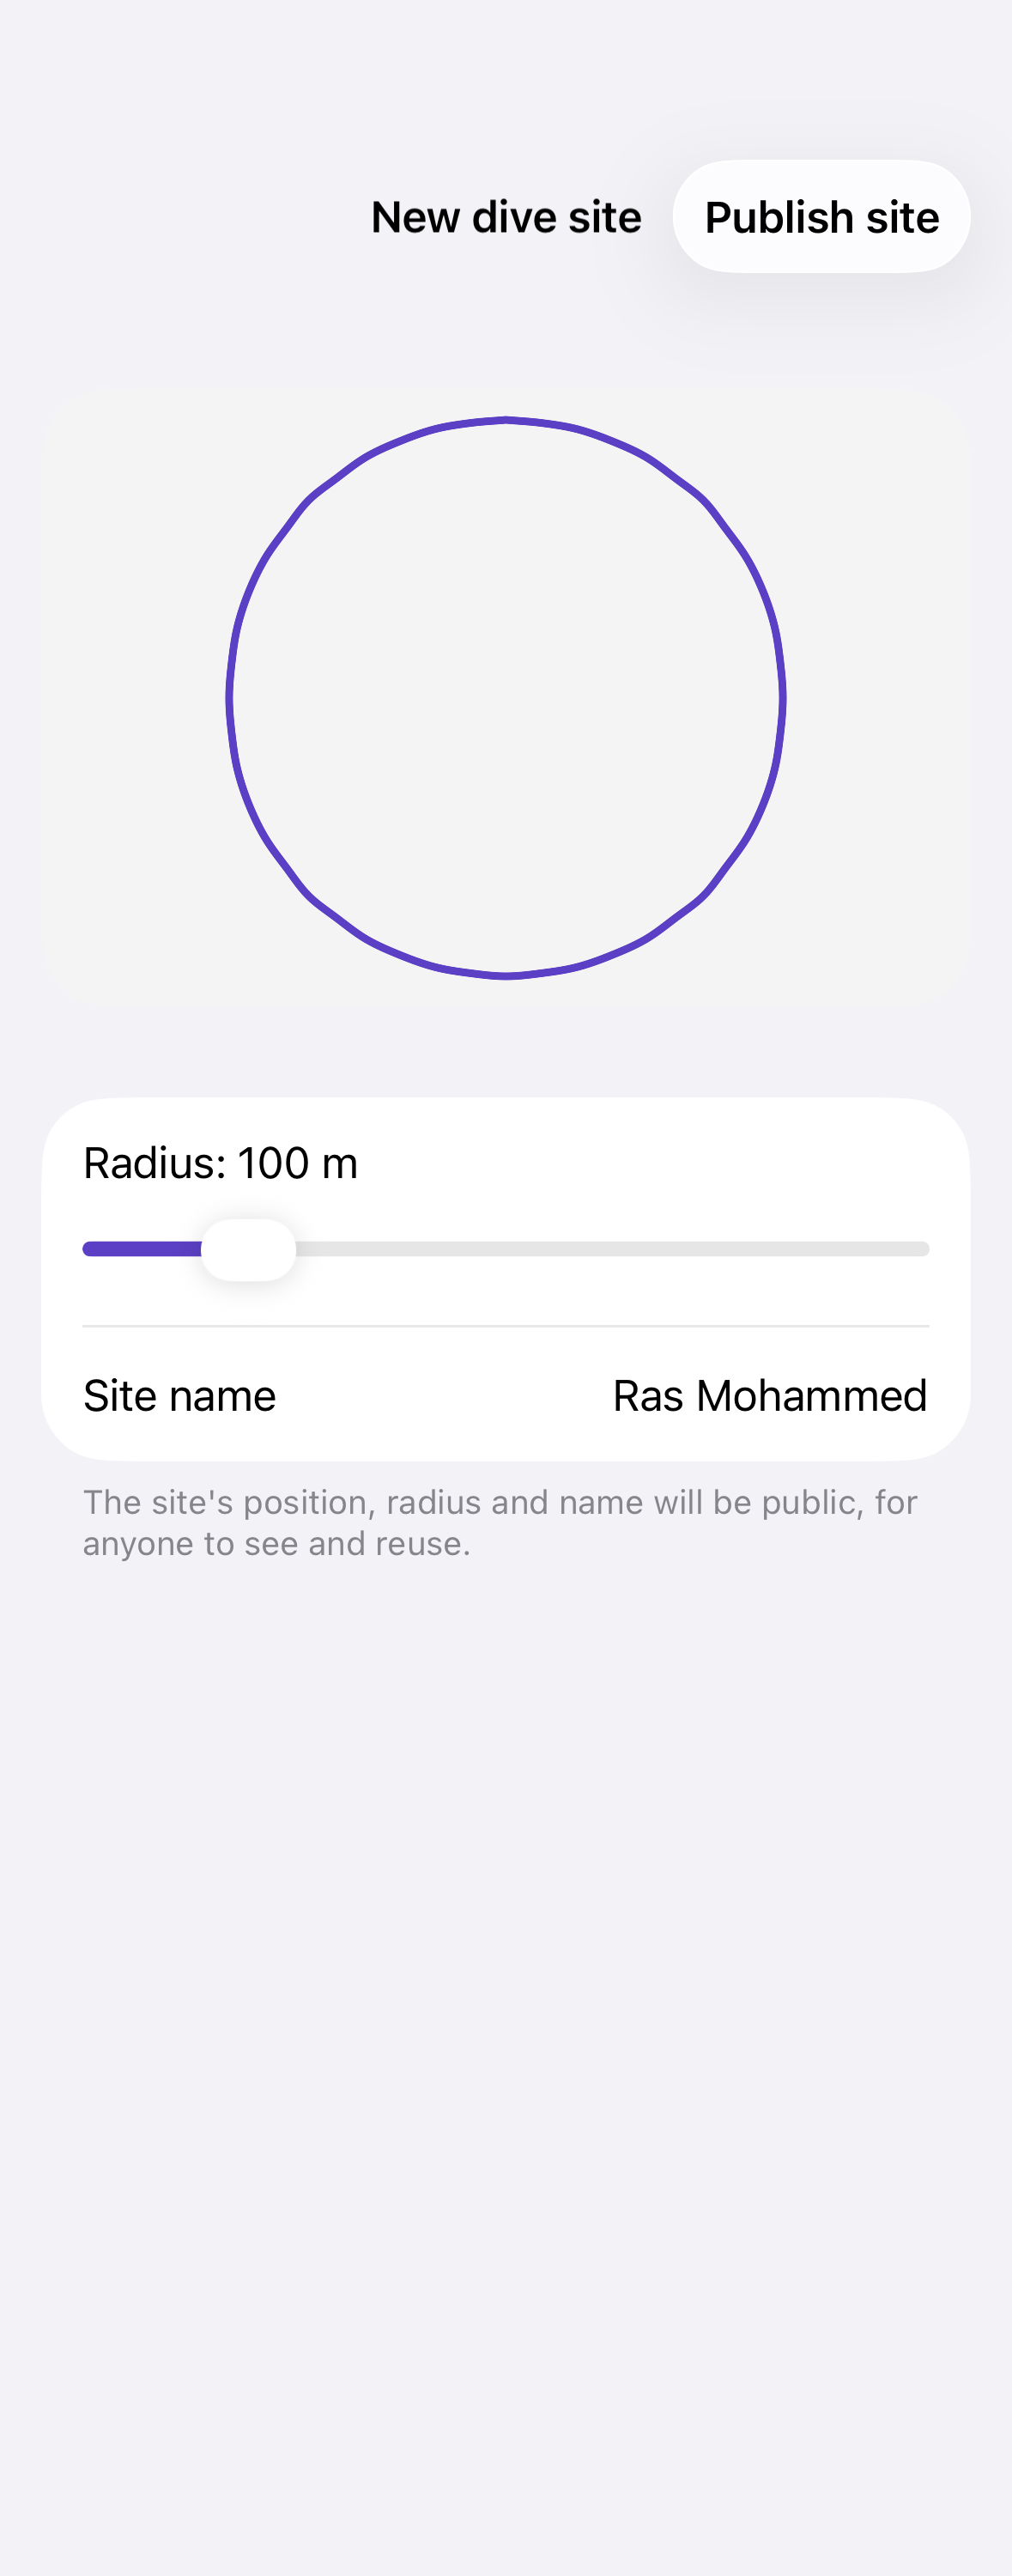 New dive site
Publish site
Radius: 100 m
Site name
Ras Mohammed
The site's position, radius and name will be public, for
anyone to see and reuse.